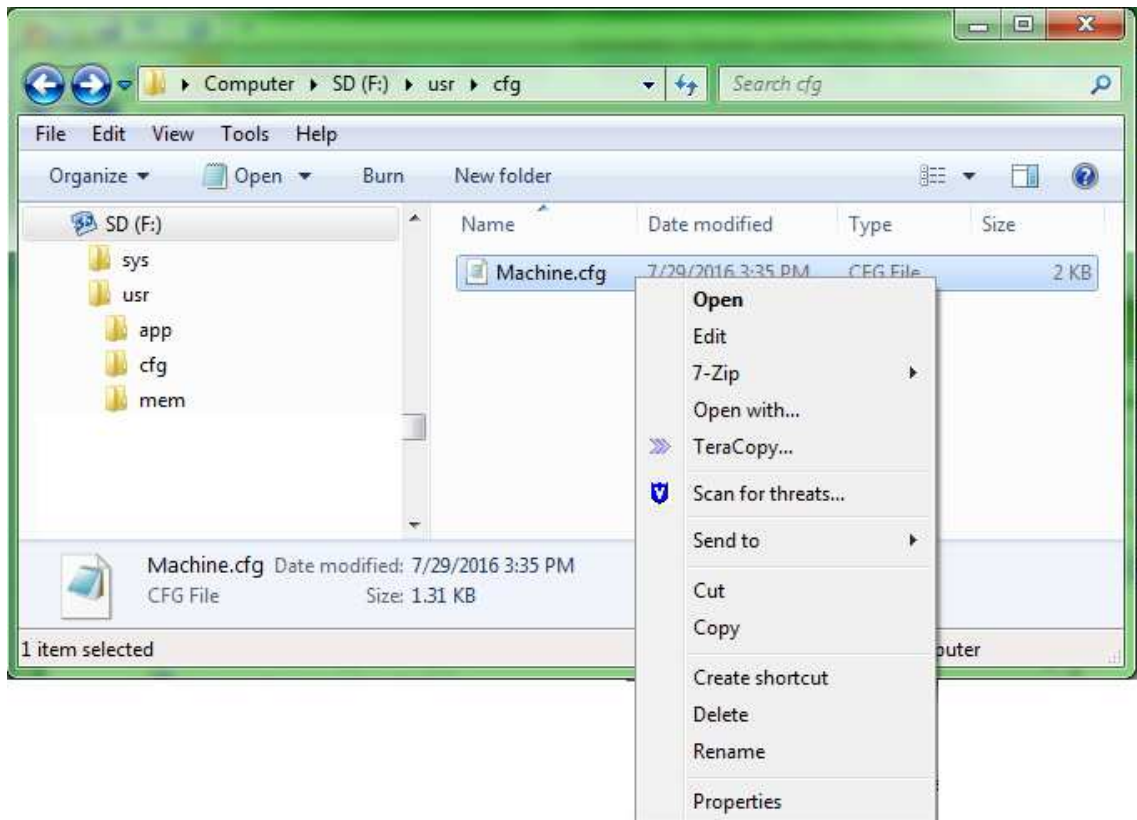 Computer SD (F:) usr cfg Search cfg
File Edit View Tools Help
Organize Open Burn New folder
SD (F:) Name Date modified Type Size
sys
Machine.cfg 7/29/2016 3:35 PM CFG File 2 KB
usr
app
cfg
mem
Open
Edit
7-Zip
Open with...
TeraCopy...
Scan for threats...
Send to
Cut
Copy
Create shortcut
Delete
Rename
Properties
Machine.cfg Date modified: 7/29/2016 3:35 PM
CFG File Size: 1.31 KB
1 item selected